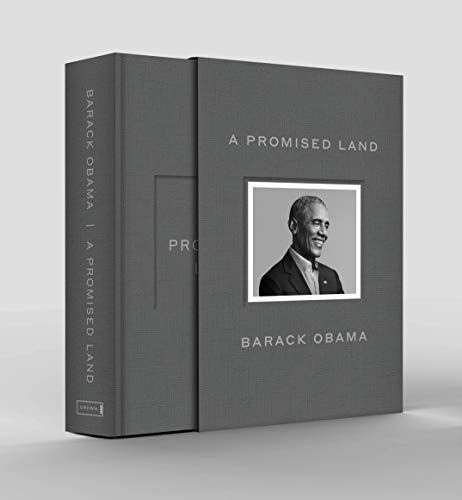 BARACK OBAMA | A PROMISED LAND
CROWN
PRO
A PROMISED LAND
BARACK OBAMA